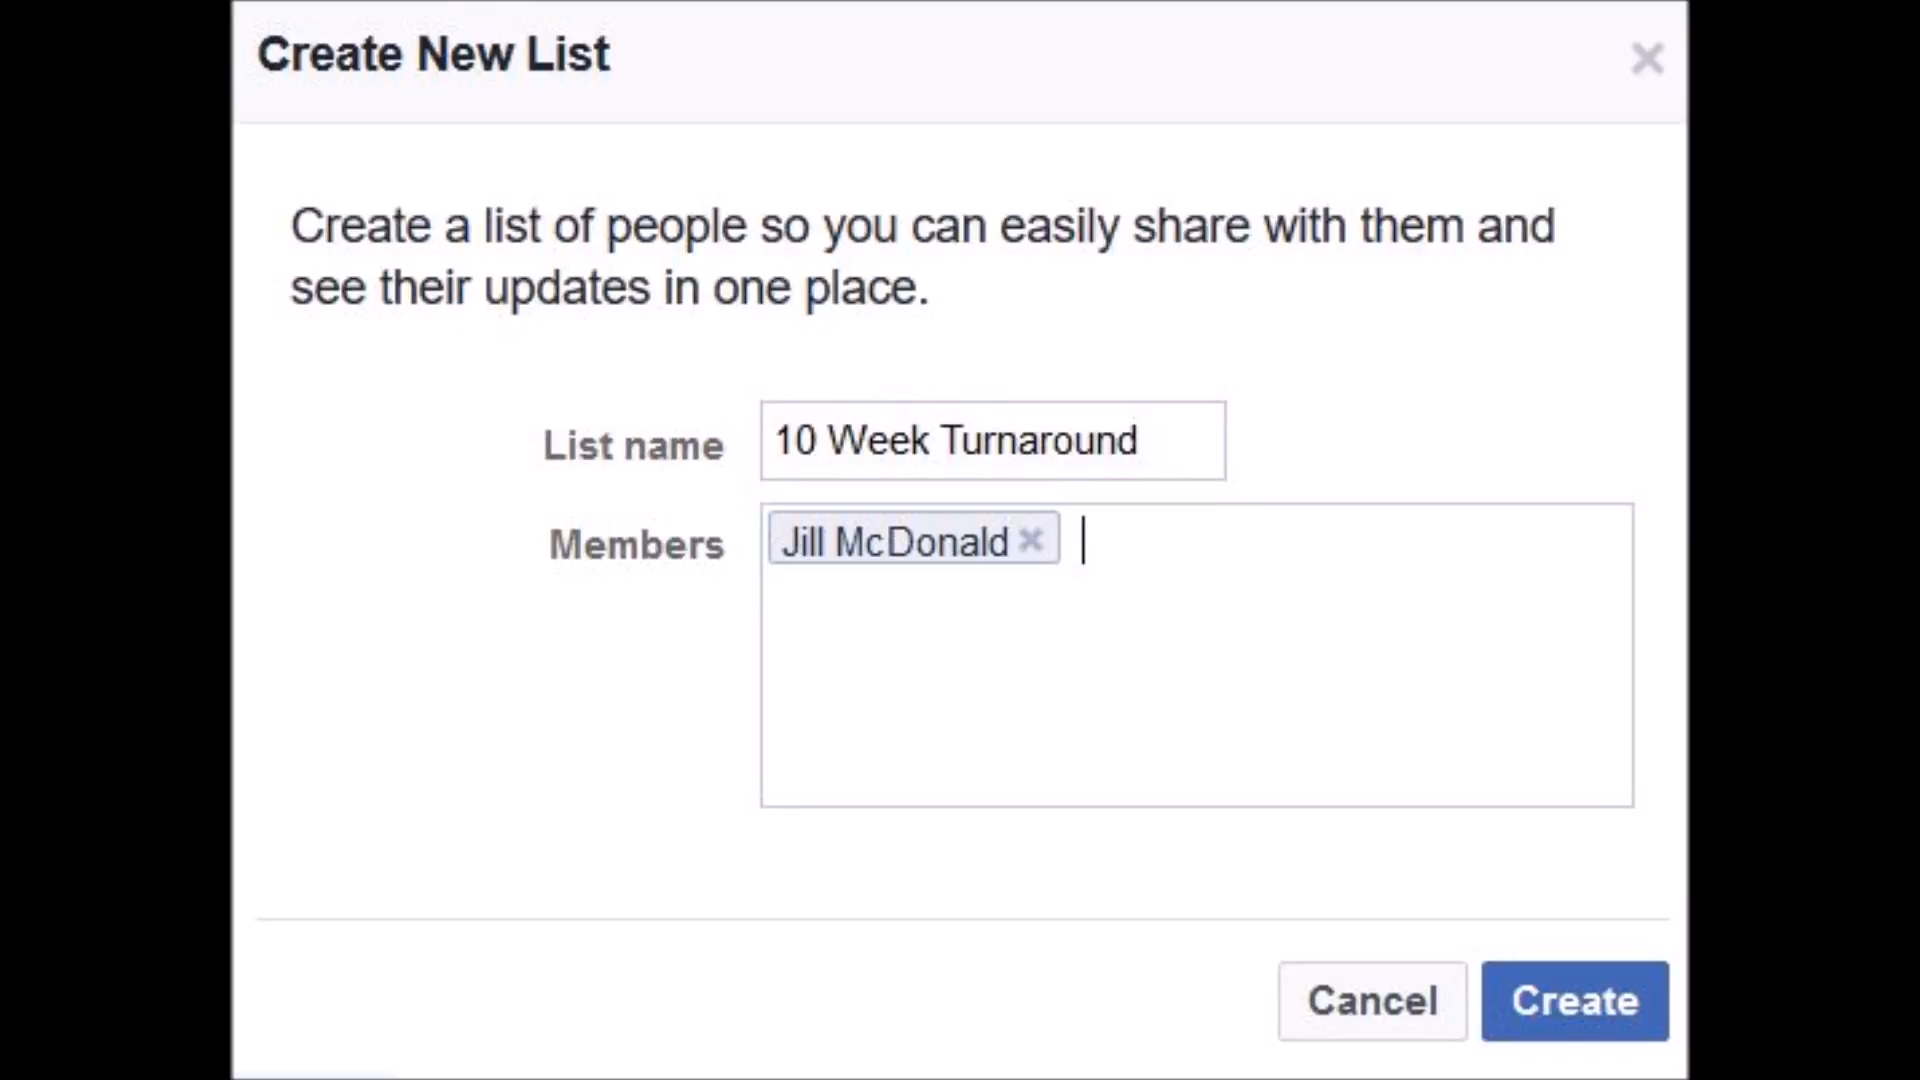 Create New List
Create a list of people so you can easily share with them and
see their updates in one place.
List name 10 Week Turnaround
Members Jill McDonald
Cancel Create